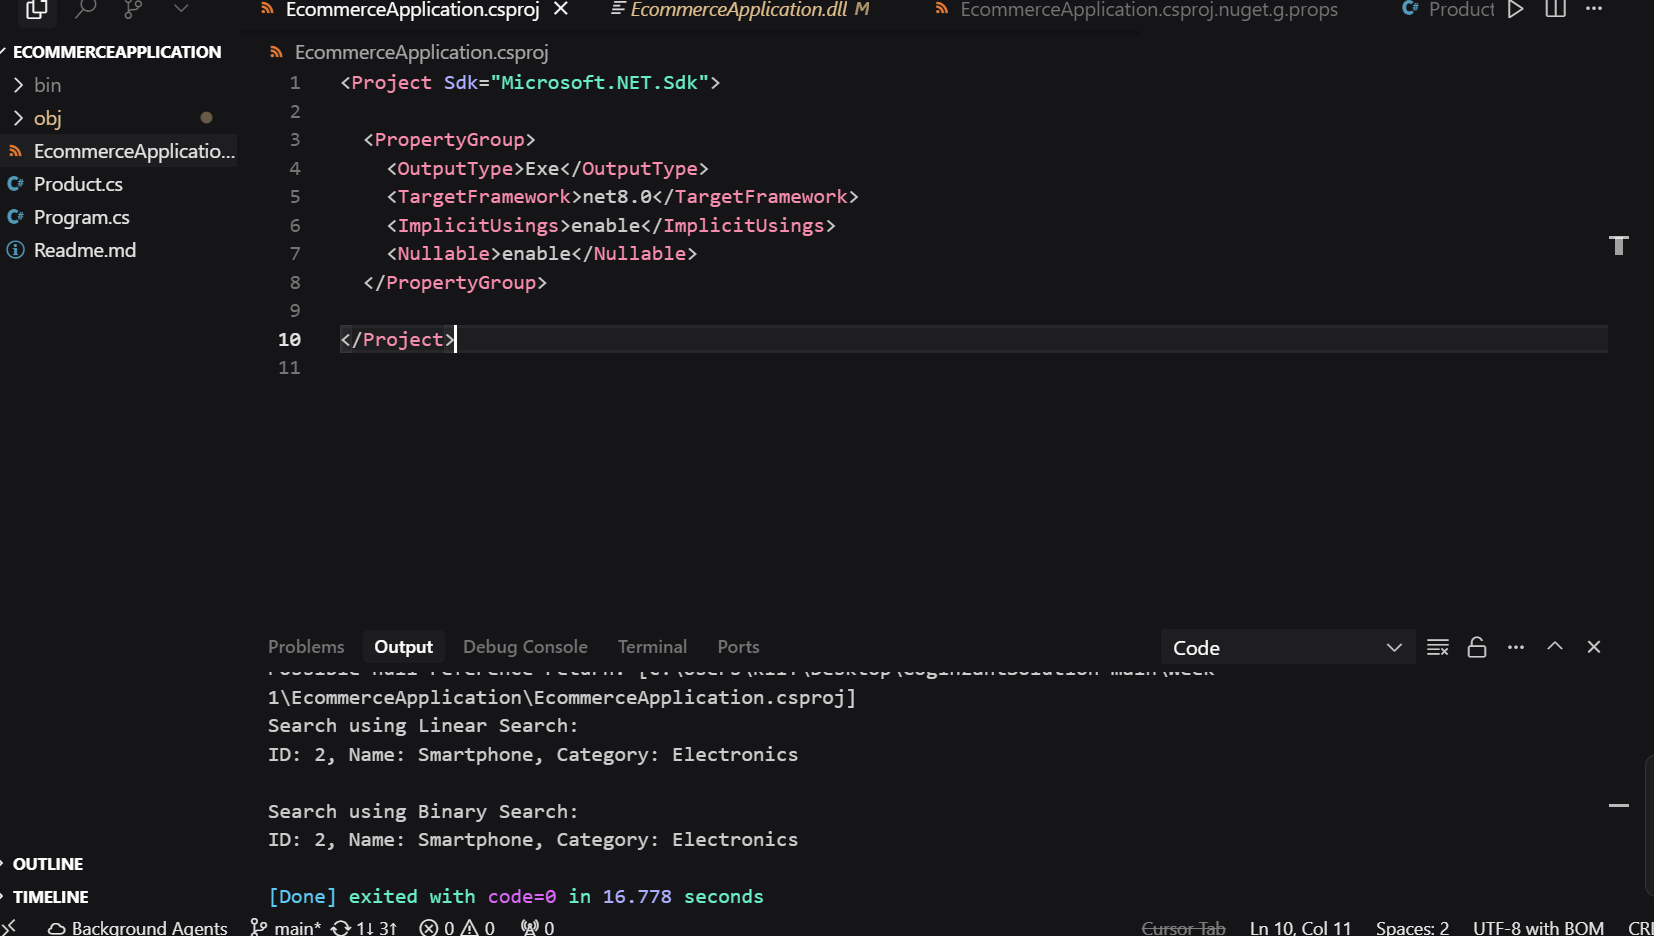 EcommerceApplication.csproj
EcommerceApplication.dll M
EcommerceApplication.csproj.nuget.g.props
Product
ECOMMERCEAPPLICATION
bin
obj
EcommerceApplicatio...
Product.cs
Program.cs
Readme.md
OUTLINE
TIMELINE
EcommerceApplication.csproj
1 <Project Sdk="Microsoft.NET.Sdk">
2
3 <PropertyGroup>
4 <OutputType>Exe</OutputType>
5 <TargetFramework>net8.0</TargetFramework>
6 <ImplicitUsings>enable</ImplicitUsings>
7 <Nullable>enable</Nullable>
8 </PropertyGroup>
9
10 </Project>
11
Problems Output Debug Console Terminal Ports
Code
1\EcommerceApplication\EcommerceApplication.csproj]
Search using Linear Search:
ID: 2, Name: Smartphone, Category: Electronics
Search using Binary Search:
ID: 2, Name: Smartphone, Category: Electronics
[Done] exited with code=0 in 16.778 seconds
Background Agents main* 1↓ 3↑ 0 0 0 Cursor Tab Ln 10, Col 11 Spaces: 2 UTF-8 with BOM